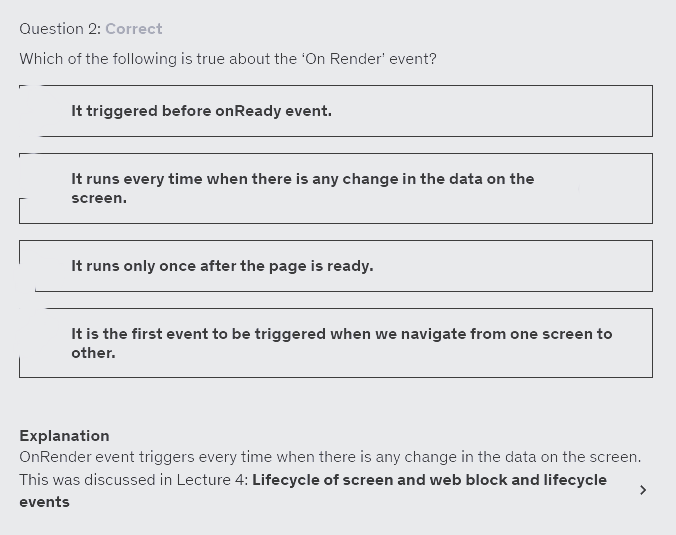 Question 2: Correct
Which of the following is true about the ‘On Render’ event?
It triggered before onReady event.
It runs every time when there is any change in the data on the
screen.
It runs only once after the page is ready.
It is the first event to be triggered when we navigate from one screen to
other.
Explanation
OnRender event triggers every time when there is any change in the data on the screen.
This was discussed in Lecture 4: Lifecycle of screen and web block and lifecycle
events